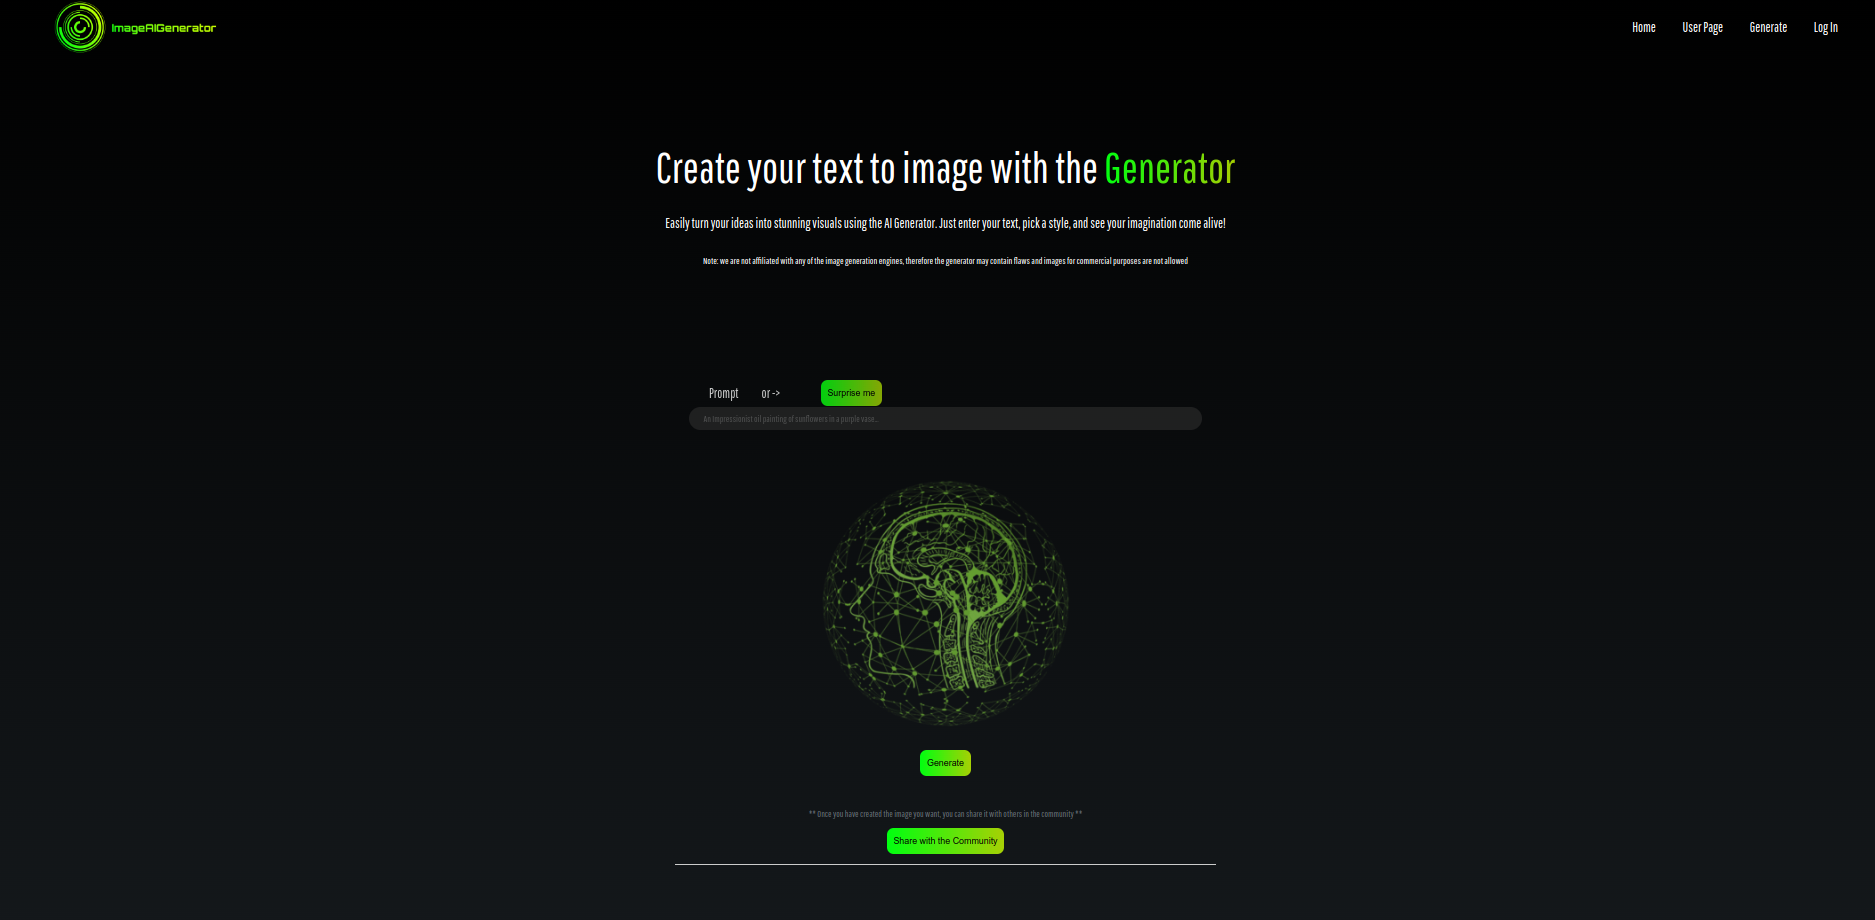 ImageAIGenerator
Home User Page Generate Log In
Create your text to image with the Generator
Easily turn your ideas into stunning visuals using the AI Generator. Just enter your text, pick a style, and see your imagination come alive!
Note: we are not affiliated with any of the image generation engines, therefore the generator may contain flaws and images for commercial purposes are not allowed
Prompt or -> Surprise me
An Impressionist oil painting of sunflowers in a purple vase...
Generate
** Once you have created the image you want, you can share it with others in the community **
Share with the Community